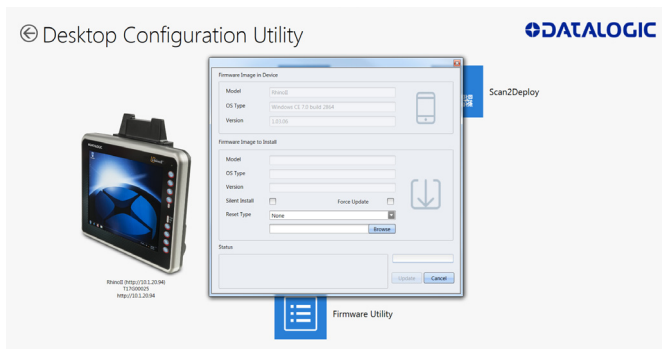 Desktop Configuration Utility
DATALOGIC
Firmware Image in Device
Model
RhinoII
OS Type
Windows CE 7.0 build 2864
Version
Scan2Deploy
Firmware Image to Install
Model
OS Type
Version
Silent Install
Force Update
Reset Type
None
Browse
Status
Update
Cancel
RhinoII (http://10.1.20.94)
T17G00025
http://10.1.20.94
Firmware Utility